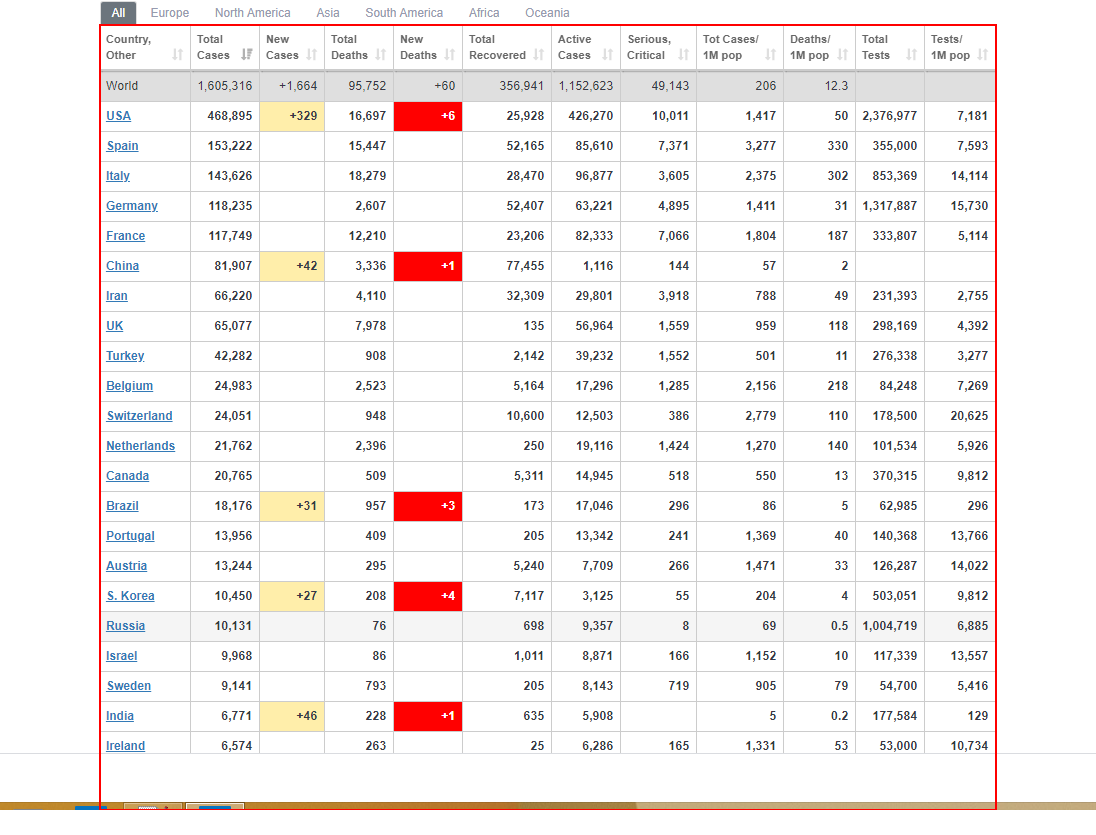 All Europe North America Asia South America Africa Oceania
Country, Total New Total New Total Active Serious, Tot Cases/ Deaths/ Total Tests/
Other Cases Cases Deaths Deaths Recovered Cases Critical 1M pop 1M pop Tests 1M pop
World 1,605,316 +1,664 95,752 +60 356,941 1,152,623 49,143 206 12.3
USA 468,895 +329 16,697 +6 25,928 426,270 10,011 1,417 50 2,376,977 7,181
Spain 153,222 15,447 52,165 85,610 7,371 3,277 330 355,000 7,593
Italy 143,626 18,279 28,470 96,877 3,605 2,375 302 853,369 14,114
Germany 118,235 2,607 52,407 63,221 4,895 1,411 31 1,317,887 15,730
France 117,749 12,210 23,206 82,333 7,066 1,804 187 333,807 5,114
China 81,907 +42 3,336 +1 77,455 1,116 144 57 2
Iran 66,220 4,110 32,309 29,801 3,918 788 49 231,393 2,755
UK 65,077 7,978 135 56,964 1,559 959 118 298,169 4,392
Turkey 42,282 908 2,142 39,232 1,552 501 11 276,338 3,277
Belgium 24,983 2,523 5,164 17,296 1,285 2,156 218 84,248 7,269
Switzerland 24,051 948 10,600 12,503 386 2,779 110 178,500 20,625
Netherlands 21,762 2,396 250 19,116 1,424 1,270 140 101,534 5,926
Canada 20,765 509 5,311 14,945 518 550 13 370,315 9,812
Brazil 18,176 +31 957 +3 173 17,046 296 86 5 62,985 296
Portugal 13,956 409 205 13,342 241 1,369 40 140,368 13,766
Austria 13,244 295 5,240 7,709 266 1,471 33 126,287 14,022
S. Korea 10,450 +27 208 +4 7,117 3,125 55 204 4 503,051 9,812
Russia 10,131 76 698 9,357 8 69 0.5 1,004,719 6,885
Israel 9,968 86 1,011 8,871 166 1,152 10 117,339 13,557
Sweden 9,141 793 205 8,143 719 905 79 54,700 5,416
India 6,771 +46 228 +1 635 5,908 5 0.2 177,584 129
Ireland 6,574 263 25 6,286 165 1,331 53 53,000 10,734